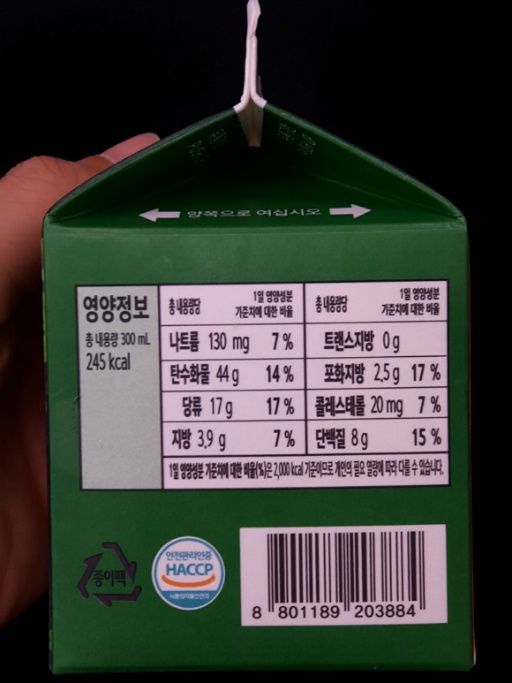 양쪽으로 여십시오
영양정보
총 내용량 300 mL
245 kcal
총 내용량당 1일 영양성분 기준치에 대한 비율
총 내용량당 1일 영양성분 기준치에 대한 비율
나트륨 130 mg 7 % 트랜스지방 0 g
탄수화물 44 g 14 % 포화지방 2.5 g 17 %
당류 17 g 17 % 콜레스테롤 20 mg 7 %
지방 3.9 g 7 % 단백질 8 g 15 %
1일 영양성분 기준치에 대한 비율(%)은 2,000 kcal 기준이므로 개인의 필요 열량에 따라 다를 수 있습니다.
종이팩
안전관리인증
HACCP
식품의약품안전처
8 801189 203884